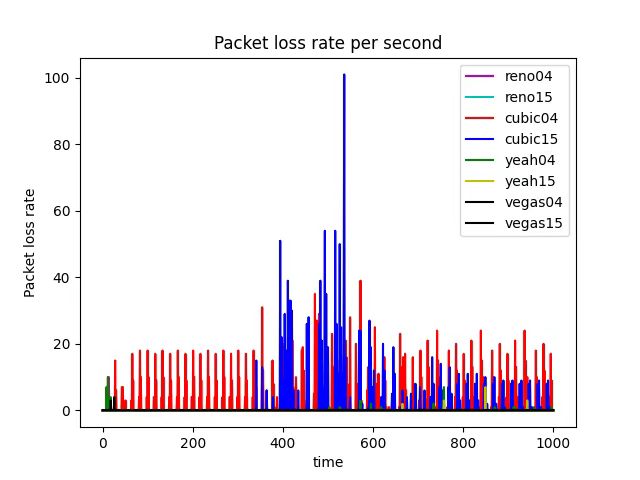 Packet loss rate per second
reno04
reno15
cubic04
cubic15
yeah04
yeah15
vegas04
vegas15
Packet loss rate
100
80
60
40
20
0
0 200 400 600 800 1000
time